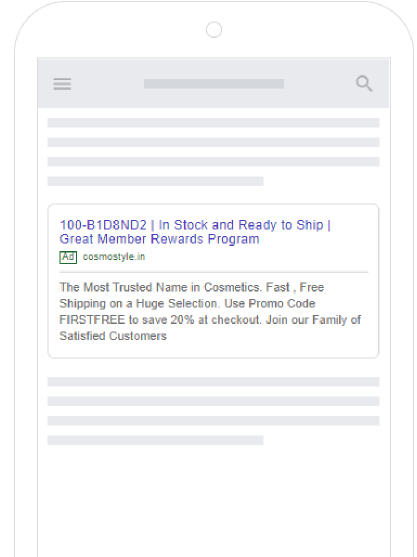 100-B1D8ND2 | In Stock and Ready to Ship |
Great Member Rewards Program
Ad cosmostyle.in
The Most Trusted Name in Cosmetics. Fast , Free
Shipping on a Huge Selection. Use Promo Code
FIRSTFREE to save 20% at checkout. Join our Family of
Satisfied Customers